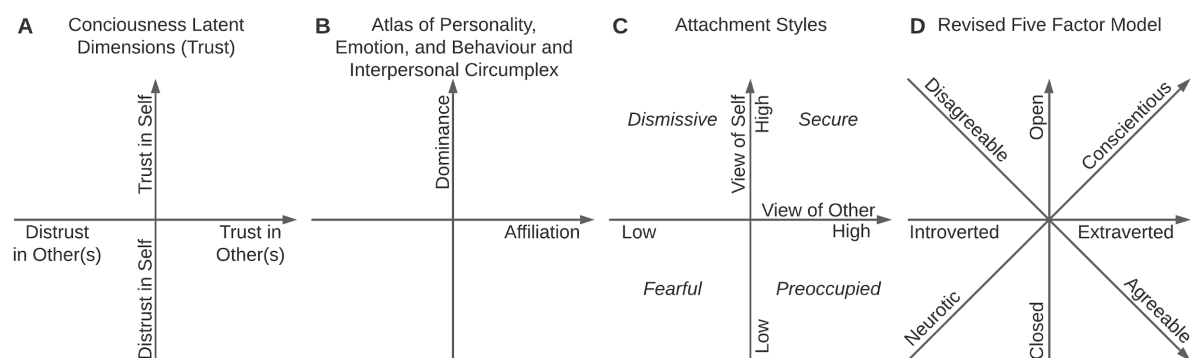 A
Conciousness Latent
Dimensions (Trust)
Trust in Self
Distrust
in Other(s)
Trust in
Other(s)
Distrust in Self
B
Atlas of Personality,
Emotion, and Behaviour and
Interpersonal Circumplex
Dominance
Affiliation
C
Attachment Styles
Dismissive
View of Self
High
Secure
View of Other
Low
High
Fearful
Preoccupied
Low
D
Revised Five Factor Model
Disagreeable
Open
Conscientious
Introverted
Extraverted
Neurotic
Closed
Agreeable